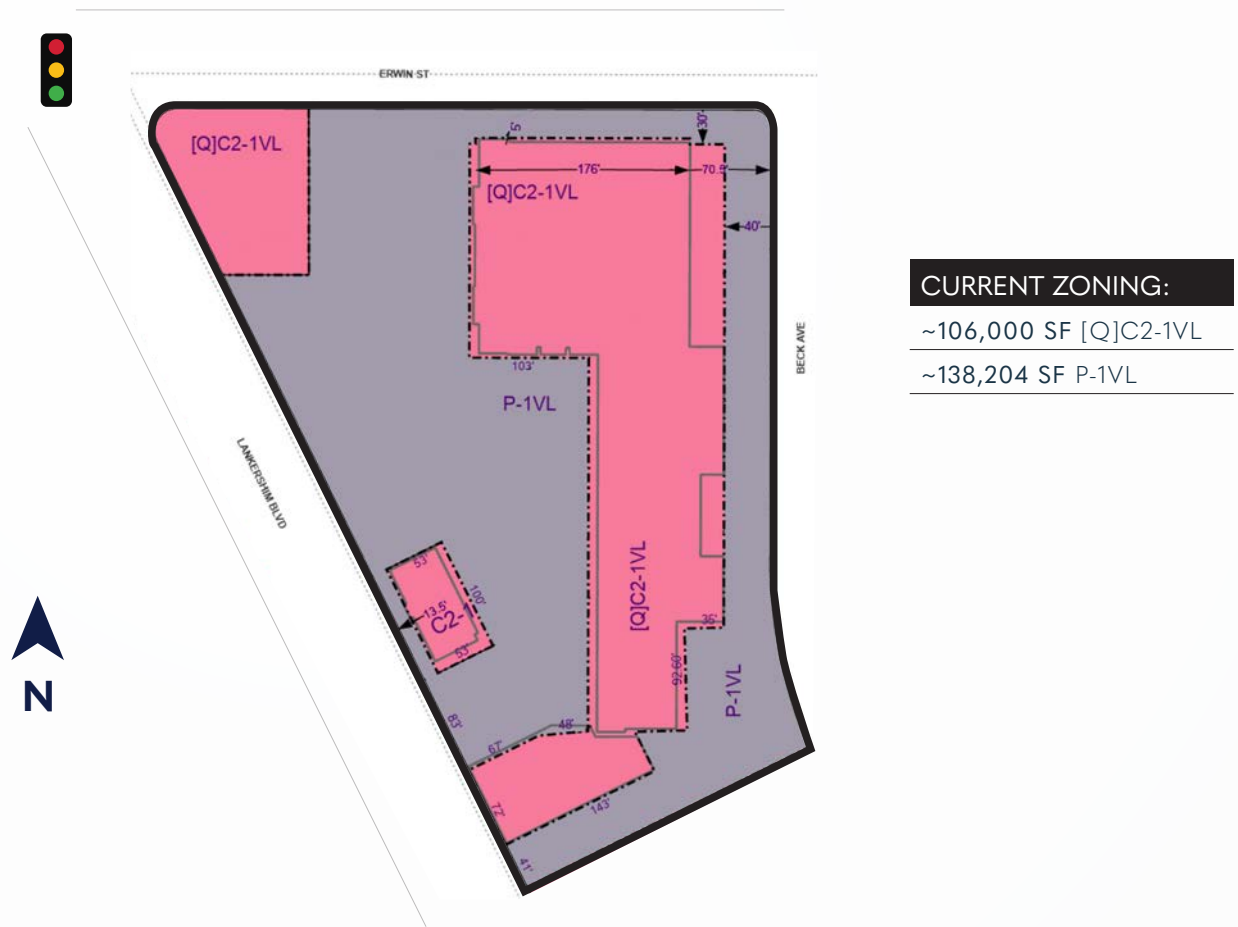 ERWIN ST
[Q]C2-1VL
5'
30'
176'
70.5'
[Q]C2-1VL
40'
CURRENT ZONING:
~106,000 SF [Q]C2-1VL
~138,204 SF P-1VL
BECK AVE
103'
P-1VL
LANKERSHIM BLVD
53'
100'
13.5'
C2-1
53'
[Q]C2-1VL
36'
92.60'
P-1VL
N
83'
48'
67'
72'
143'
41'